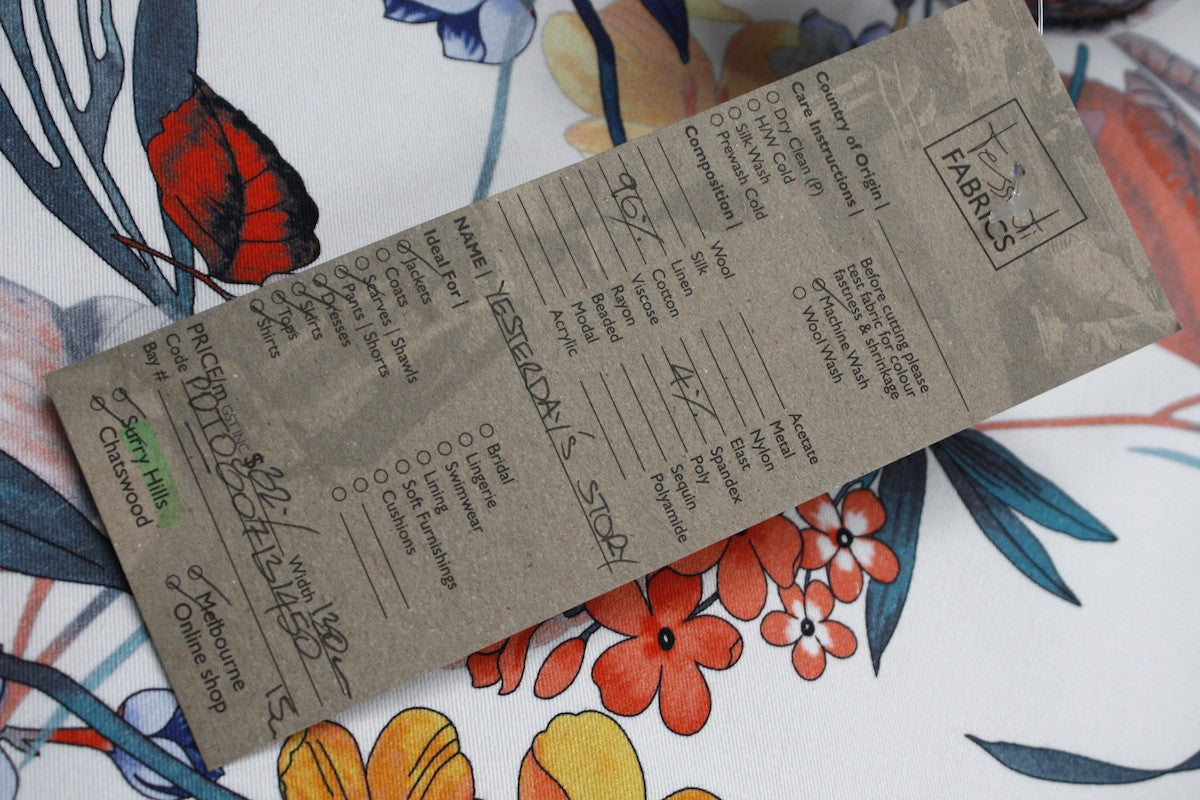 Tessuti
FABRICS
Country of Origin |
Care Instructions |
Dry Clean (P)
H/W Cold
Silk Wash
Prewash Cold
Before cutting please
test fabric for colour
fastness & shrinkage
Machine Wash
Wool Wash
Composition |
Wool
Silk
Linen
96% Cotton
Viscose
Rayon
Beaded
Modal
Acrylic
Acetate
Metal
Nylon
Elast
4% Spandex
Poly
Sequin
Polyamide
NAME | YESTERDAY'S STORY
Ideal For |
Jackets
Coats
Scarves | Shawls
Pants | Shorts
Dresses
Skirts
Tops
Shirts
Bridal
Lingerie
Swimwear
Lining
Soft Furnishings
Cushions
PRICE/m GST INC $32/- Width 130c
Code
Bay #
Surry Hills
Chatswood
Melbourne
Online shop